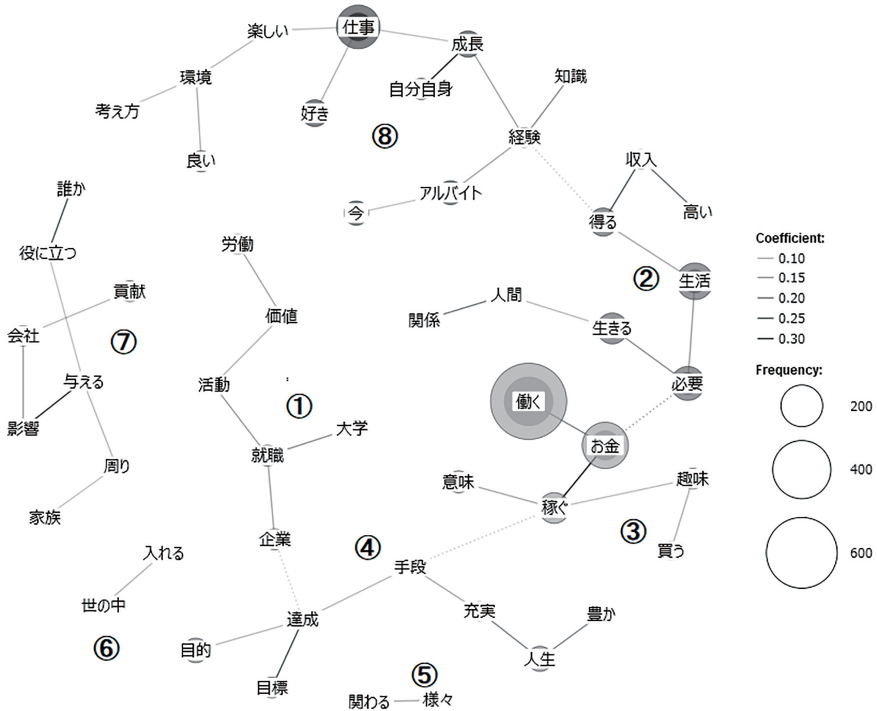 楽しい
仕事
成長
環境
自分自身
知識
考え方
好き
⑧
経験
良い
収入
誰か
アルバイト
今
得る
高い
役に立つ
労働
Coefficient:
0.10
0.15
0.20
0.25
0.30
②
生活
貢献
人間
会社
⑦
価値
関係
生きる
Frequency:
200
400
600
与える
活動
必要
①
働く
影響
大学
お金
就職
周り
意味
趣味
稼ぐ
家族
③
企業
④
買う
入れる
手段
世の中
達成
充実
豊か
⑥
目的
人生
目標
⑤
関わる
様々